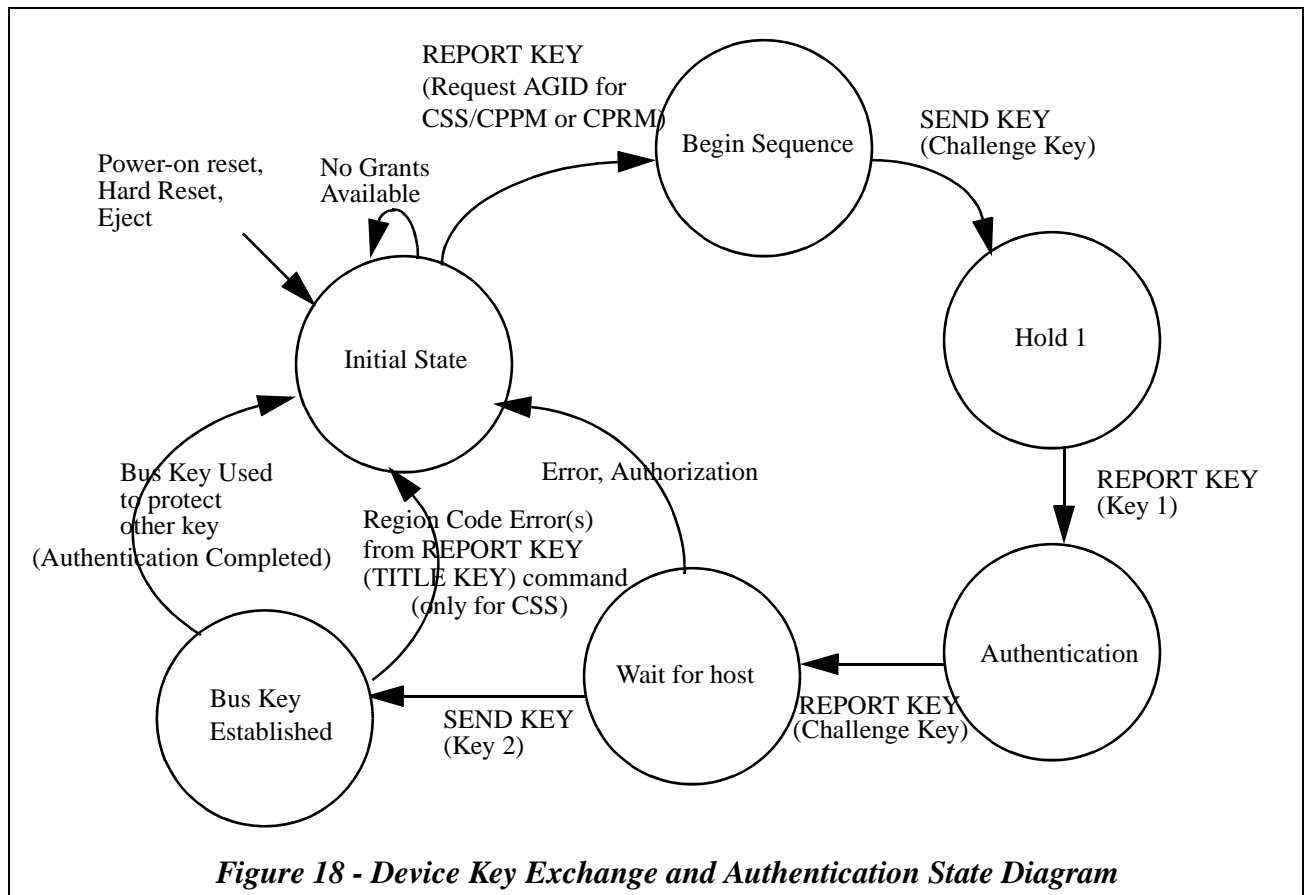 REPORT KEY
(Request AGID for
CSS/CPPM or CPRM)
Begin Sequence
SEND KEY
(Challenge Key)
Power-on reset,
Hard Reset,
Eject
No Grants
Available
Initial State
Hold 1
REPORT KEY
(Key 1)
Bus Key Used
to protect
other key
(Authentication Completed)
Error, Authorization
Region Code Error(s)
from REPORT KEY
(TITLE KEY) command
(only for CSS)
Authentication
Wait for host
REPORT KEY
(Challenge Key)
Bus Key
Established
SEND KEY
(Key 2)
Figure 18 - Device Key Exchange and Authentication State Diagram